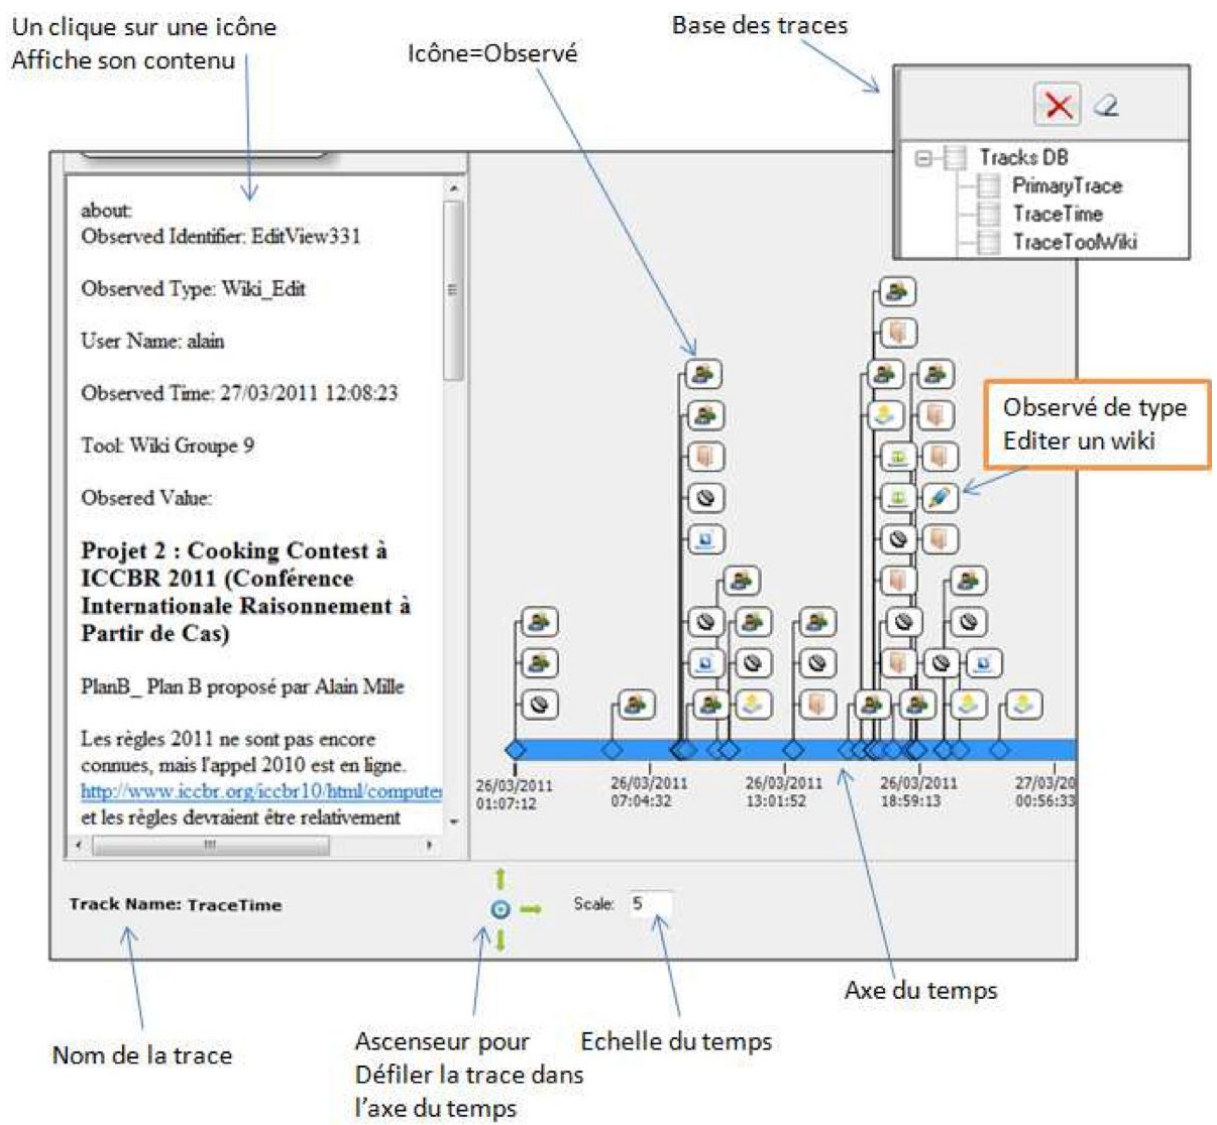 Un clique sur une icône
Affiche son contenu
Icône=Observé
Base des traces
Tracks DB
PrimaryTrace
TraceTime
TraceToolWiki
about:
Observed Identifier: EditView331
Observed Type: Wiki_Edit
User Name: alain
Observed Time: 27/03/2011 12:08:23
Tool: Wiki Groupe 9
Obsered Value:
Projet 2 : Cooking Contest à
ICCBR 2011 (Conférence
Internationale Raisonnement à
Partir de Cas)
PlanB_ Plan B proposé par Alain Mille
Les règles 2011 ne sont pas encore
connues, mais l'appel 2010 est en ligne.
http://www.iccbr.org/iccbr10/html/computer
et les règles devraient être relativement
Observé de type
Editer un wiki
26/03/2011
01:07:12
26/03/2011
07:04:32
26/03/2011
13:01:52
26/03/2011
18:59:13
27/03/20
00:56:33
Track Name: TraceTime
Scale: 5
Axe du temps
Nom de la trace
Ascenseur pour
Défiler la trace dans
l'axe du temps
Echelle du temps